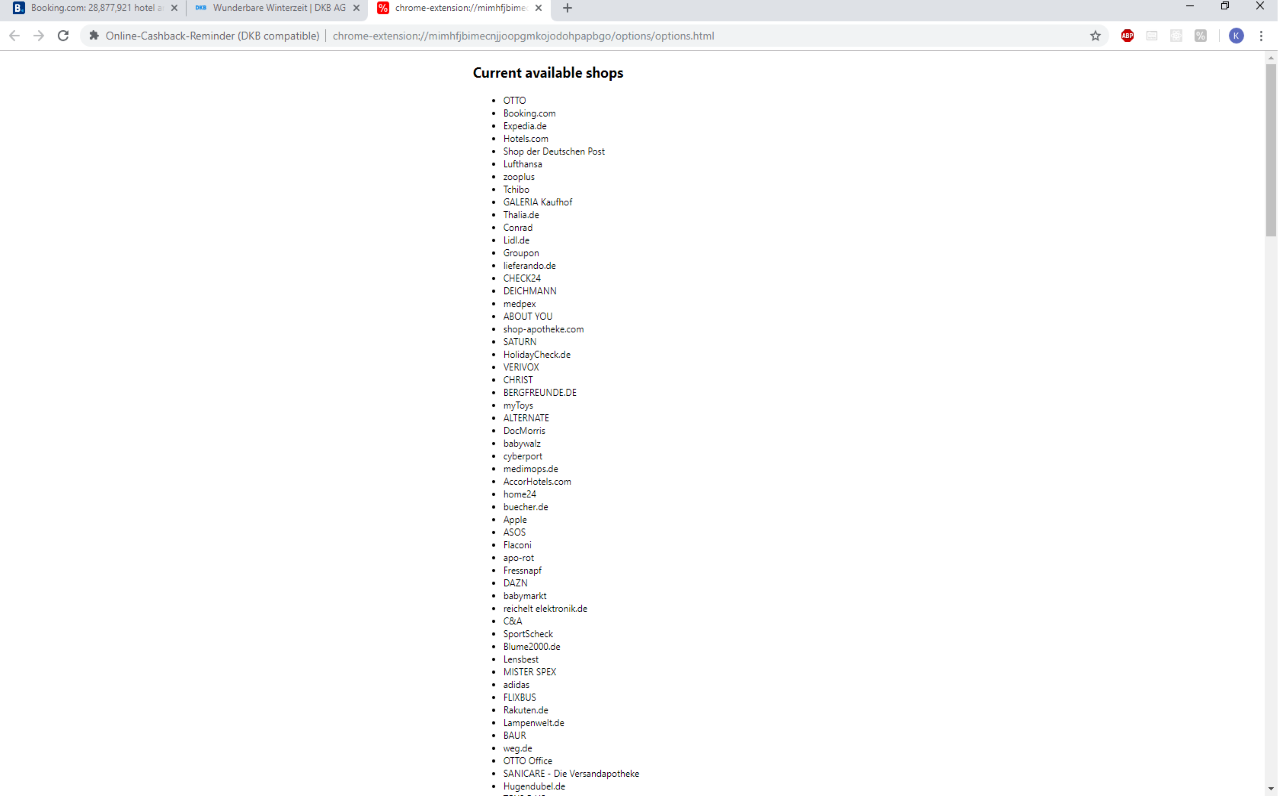 Booking.com: 28,877,921 hotel a
Wunderbare Winterzeit | DKB AG
chrome-extension://mimhfjbimec
Online-Cashback-Reminder (DKB compatible) | chrome-extension://mimhfjbimecnjjoopgmkojodohpapbgo/options/options.html
ABP
K
Current available shops
• OTTO
• Booking.com
• Expedia.de
• Hotels.com
• Shop der Deutschen Post
• Lufthansa
• zooplus
• Tchibo
• GALERIA Kaufhof
• Thalia.de
• Conrad
• Lidl.de
• Groupon
• lieferando.de
• CHECK24
• DEICHMANN
• medpex
• ABOUT YOU
• shop-apotheke.com
• SATURN
• HolidayCheck.de
• VERIVOX
• CHRIST
• BERGFREUNDE.DE
• myToys
• ALTERNATE
• DocMorris
• babywalz
• cyberport
• medimops.de
• AccorHotels.com
• home24
• buecher.de
• Apple
• ASOS
• Flaconi
• apo-rot
• Fressnapf
• DAZN
• babymarkt
• reichelt elektronik.de
• C&A
• SportScheck
• Blume2000.de
• Lensbest
• MISTER SPEX
• adidas
• FLIXBUS
• Rakuten.de
• Lampenwelt.de
• BAUR
• weg.de
• OTTO Office
• SANICARE - Die Versandapotheke
• Hugendubel.de